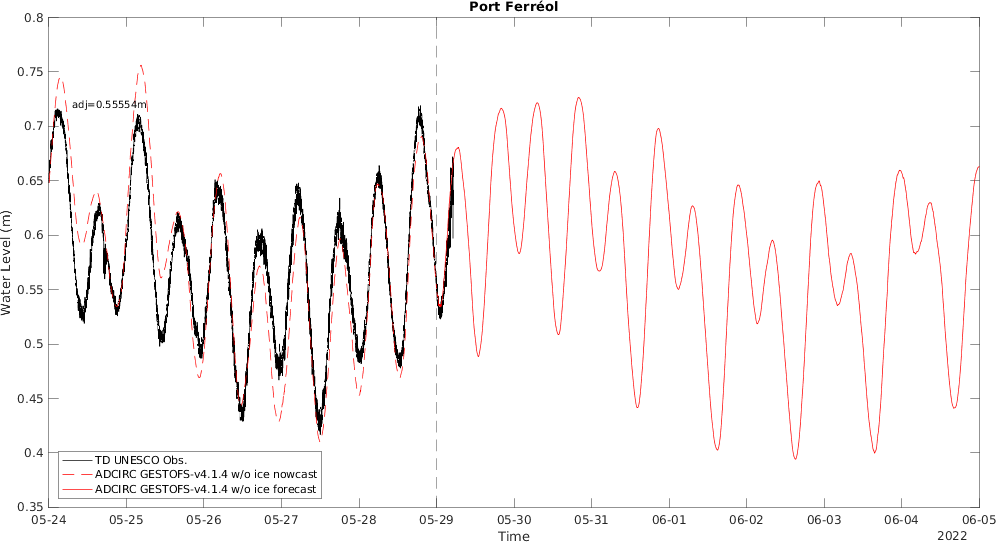 Port Ferréol
0.8
0.75
0.7
0.65
0.6
0.55
0.5
0.45
0.4
0.35
Water Level (m)
adj=0.55554m
TD UNESCO Obs.
ADCIRC GESTOFS-v4.1.4 w/o ice nowcast
ADCIRC GESTOFS-v4.1.4 w/o ice forecast
05-24 05-25 05-26 05-27 05-28 05-29 05-30 05-31 06-01 06-02 06-03 06-04 06-05
Time
2022